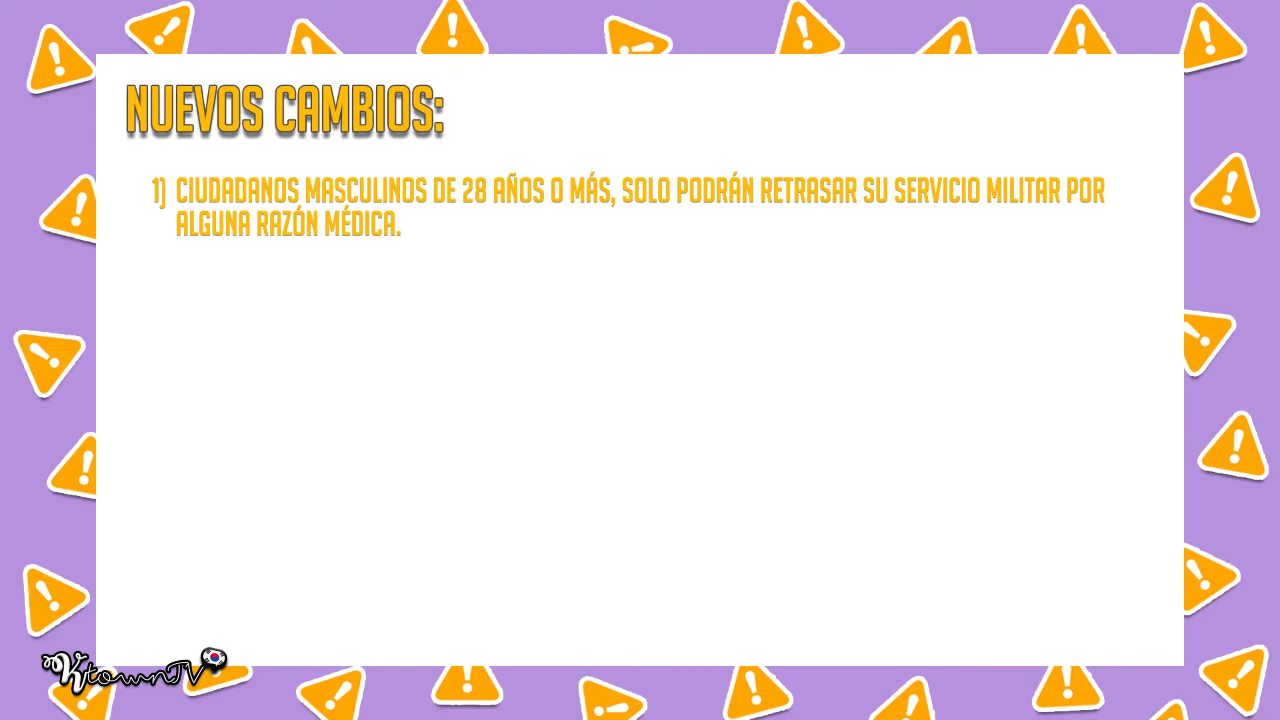 NUEVOS CAMBIOS:
1) CIUDADANOS MASCULINOS DE 28 AÑOS O MÁS, SOLO PODRÁN RETRASAR SU SERVICIO MILITAR POR
ALGUNA RAZÓN MÉDICA.
KtownTV